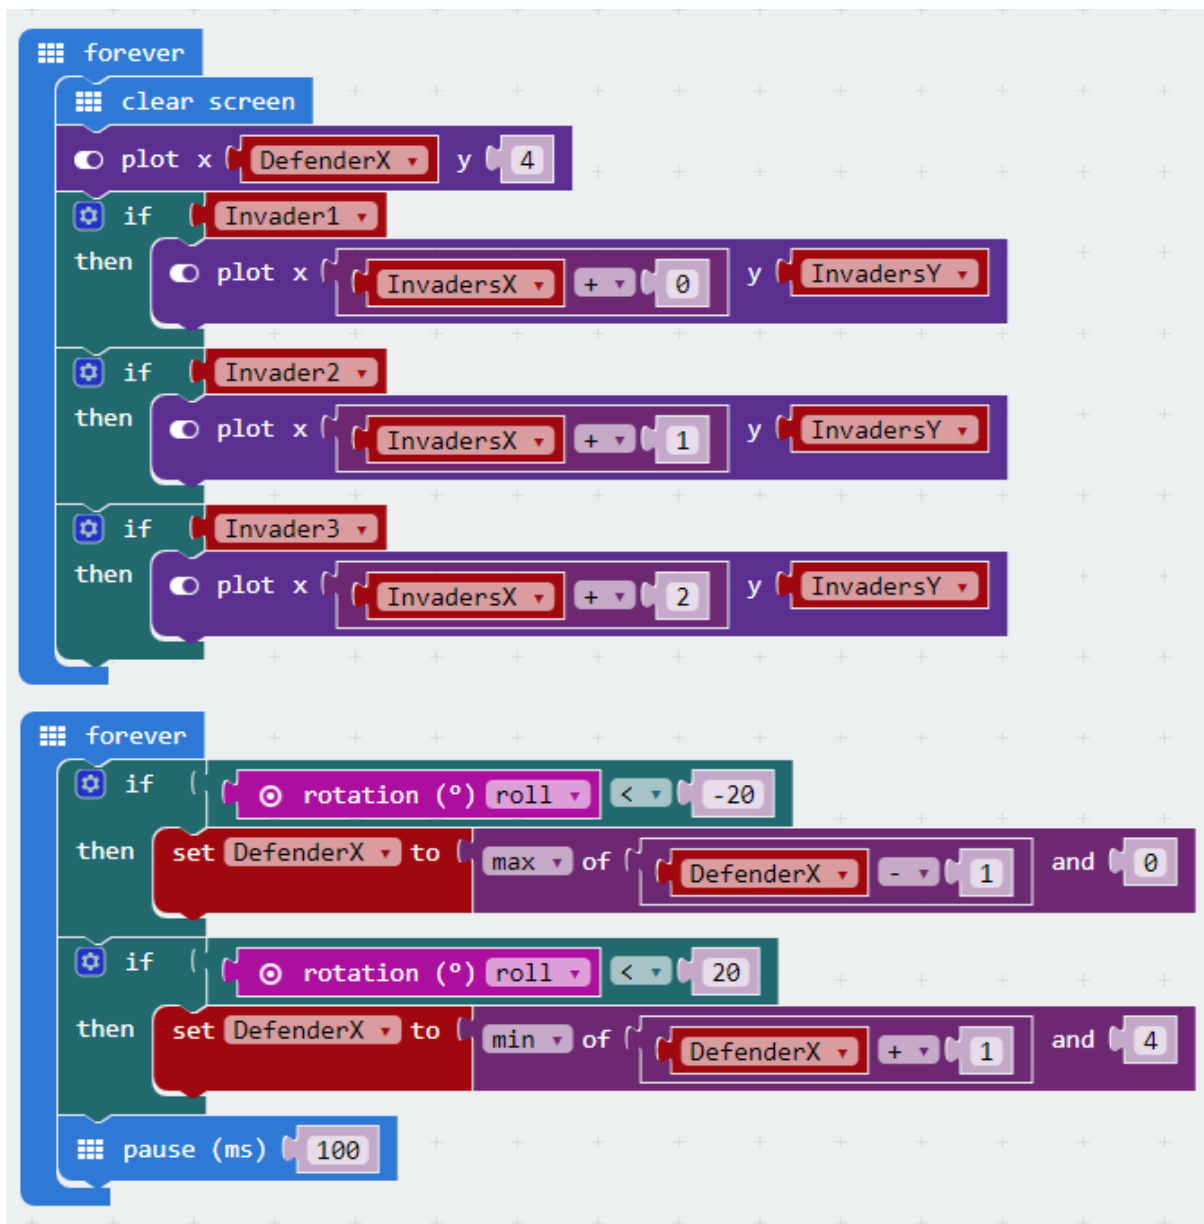 forever
clear screen
plot x DefenderX y 4
if Invader1
then plot x InvadersX + 0 y InvadersY
if Invader2
then plot x InvadersX + 1 y InvadersY
if Invader3
then plot x InvadersX + 2 y InvadersY
forever
if rotation (º) roll < -20
then set DefenderX to max of DefenderX - 1 and 0
if rotation (º) roll < 20
then set DefenderX to min of DefenderX + 1 and 4
pause (ms) 100